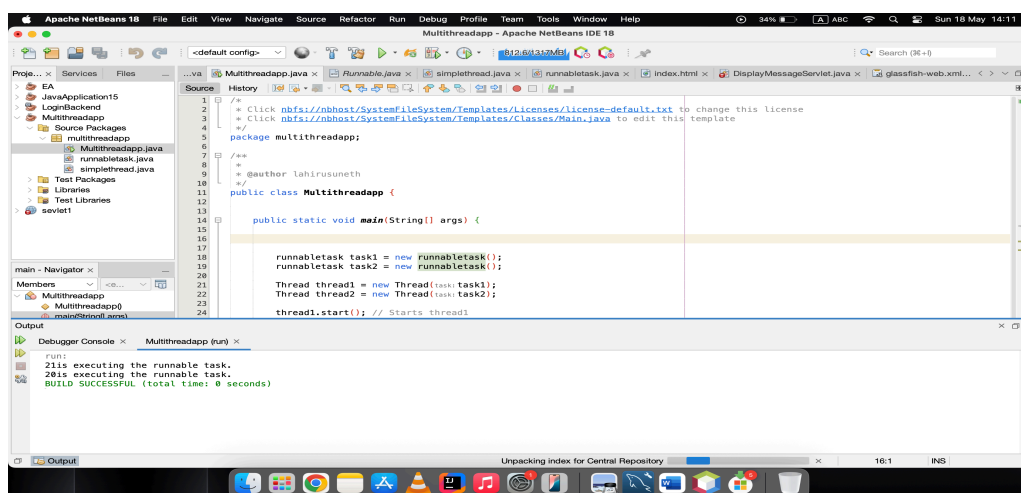 Apache NetBeans 18 File Edit View Navigate Source Refactor Run Debug Profile Team Tools Window Help 34% A ABC Sun 18 May 14:11
Multithreadapp - Apache NetBeans IDE 18
<default config> 812.6/1317MB Search (⌘+I)
Proje... × Services Files ...va Multithreadapp.java × Runnable.java × simplethread.java × runnabletask.java × index.html × DisplayMessageServlet.java × glassfish-web.xml...
Source History
EA
JavaApplication15
LoginBackend
Multithreadapp
Source Packages
multithreadapp
Multithreadapp.java
runnabletask.java
simplethread.java
Test Packages
Libraries
Test Libraries
sevlet1
main - Navigator ×
Members <e...
Multithreadapp
Multithreadapp()
main(String[] args)
1 /*
2 * Click nbfs://nbhost/SystemFileSystem/Templates/Licenses/license-default.txt to change this license
3 * Click nbfs://nbhost/SystemFileSystem/Templates/Classes/Main.java to edit this template
4 */
5 package multithreadapp;
6
7 /**
8 *
9 * @author lahirusuneth
10 */
11 public class Multithreadapp {
12
13
14 public static void main(String[] args) {
15
16
17
18 runnabletask task1 = new runnabletask();
19 runnabletask task2 = new runnabletask();
20
21 Thread thread1 = new Thread(task: task1);
22 Thread thread2 = new Thread(task: task2);
23
24 thread1.start(); // Starts thread1
Output
Debugger Console × Multithreadapp (run) ×
run:
21is executing the runnable task.
20is executing the runnable task.
BUILD SUCCESSFUL (total time: 0 seconds)
Output Unpacking index for Central Repository 16:1 INS